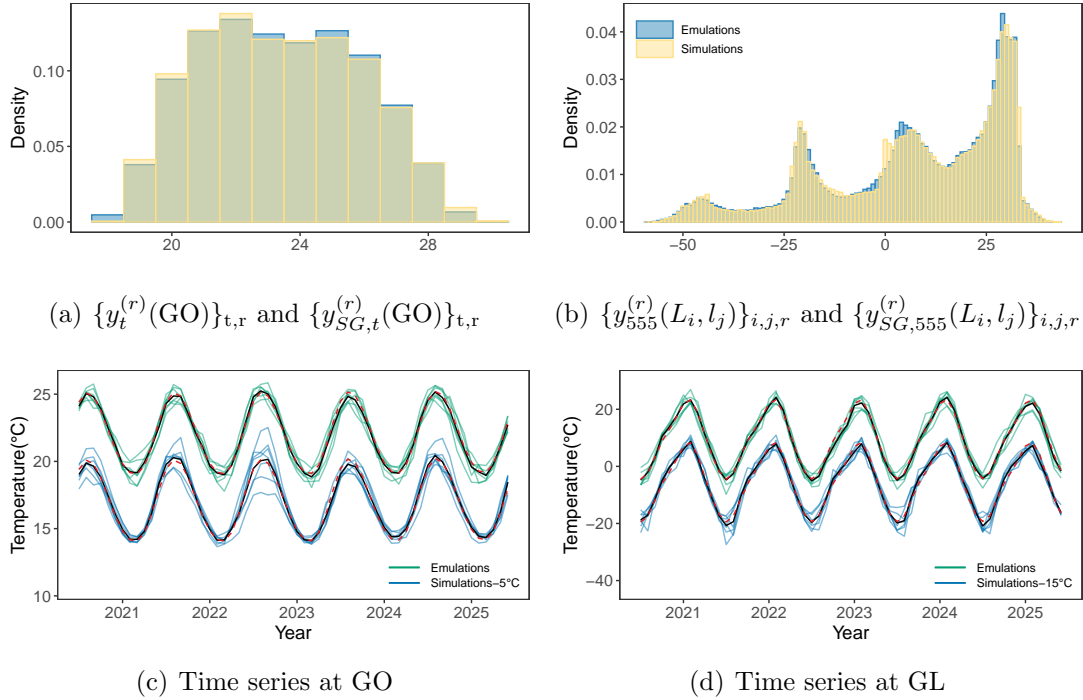 Density
0.10
0.05
0.00
20 24 28
Density
0.04
0.03
0.02
0.01
0.00
−50 −25 0 25
Emulations
Simulations
(a) $\{y_t^{(r)}(\mathrm{GO})\}_{\mathrm{t,r}}$ and $\{y_{SG,t}^{(r)}(\mathrm{GO})\}_{\mathrm{t,r}}$
(b) $\{y_{555}^{(r)}(L_i, l_j)\}_{i,j,r}$ and $\{y_{SG,555}^{(r)}(L_i, l_j)\}_{i,j,r}$
Temperature(°C)
25
20
15
10
2021 2022 2023 2024 2025
Year
Emulations
Simulations−5°C
Temperature(°C)
20
0
−20
−40
2021 2022 2023 2024 2025
Year
Emulations
Simulations−15°C
(c) Time series at GO
(d) Time series at GL